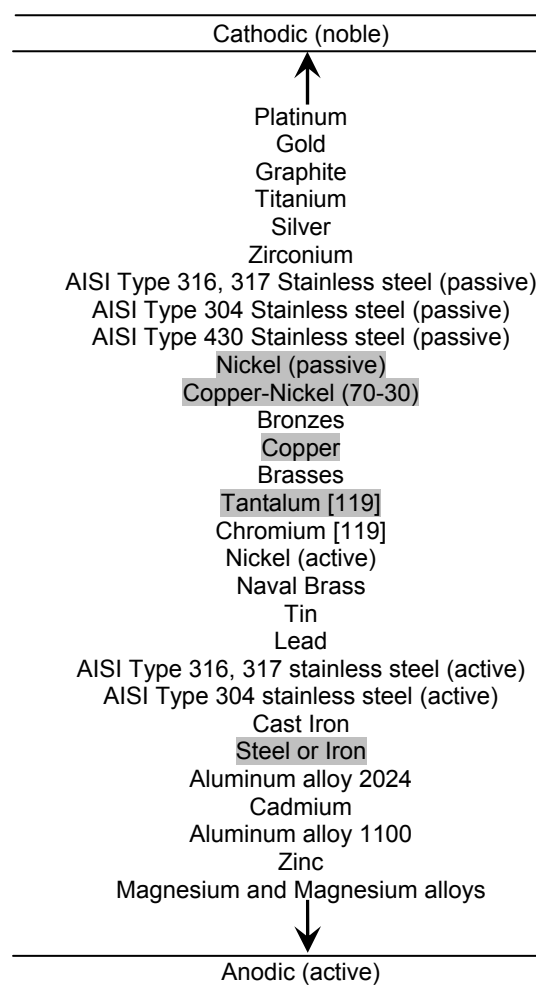 Cathodic (noble)
Platinum
Gold
Graphite
Titanium
Silver
Zirconium
AISI Type 316, 317 Stainless steel (passive)
AISI Type 304 Stainless steel (passive)
AISI Type 430 Stainless steel (passive)
Nickel (passive)
Copper-Nickel (70-30)
Bronzes
Copper
Brasses
Tantalum [119]
Chromium [119]
Nickel (active)
Naval Brass
Tin
Lead
AISI Type 316, 317 stainless steel (active)
AISI Type 304 stainless steel (active)
Cast Iron
Steel or Iron
Aluminum alloy 2024
Cadmium
Aluminum alloy 1100
Zinc
Magnesium and Magnesium alloys
Anodic (active)